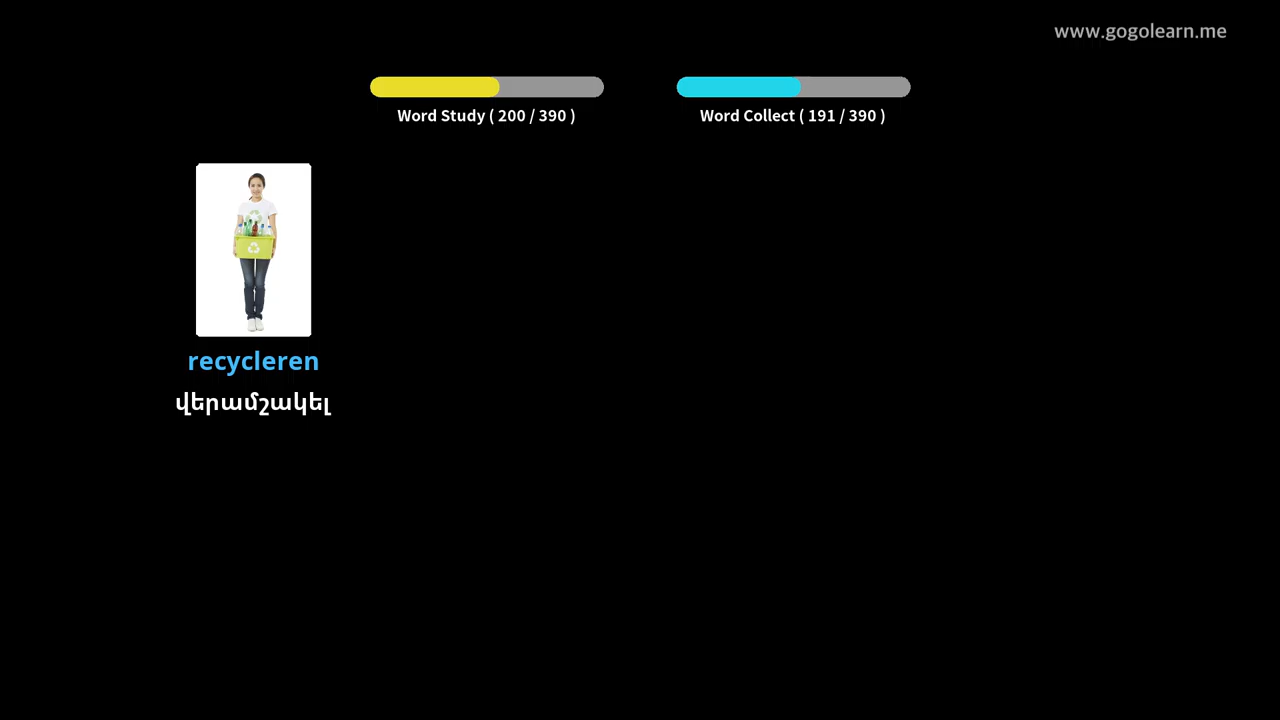 www.gogolearn.me
Word Study ( 200 / 390 )
Word Collect ( 191 / 390 )
recycleren
վերամշակել